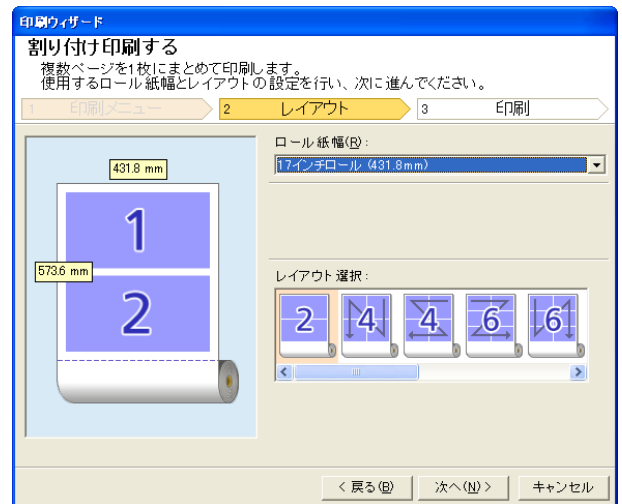 印刷ウィザード
割り付け印刷する
複数ページを1枚にまとめて印刷します。
使用するロール紙幅とレイアウトの設定を行い、次に進んでください。
1 印刷メニュー 2 レイアウト 3 印刷
ロール紙幅(R):
17インチロール (431.8mm)
431.8 mm
1
573.6 mm
2
レイアウト選択:
2 4 4 6 6
< 戻る(B) 次へ(N) > キャンセル